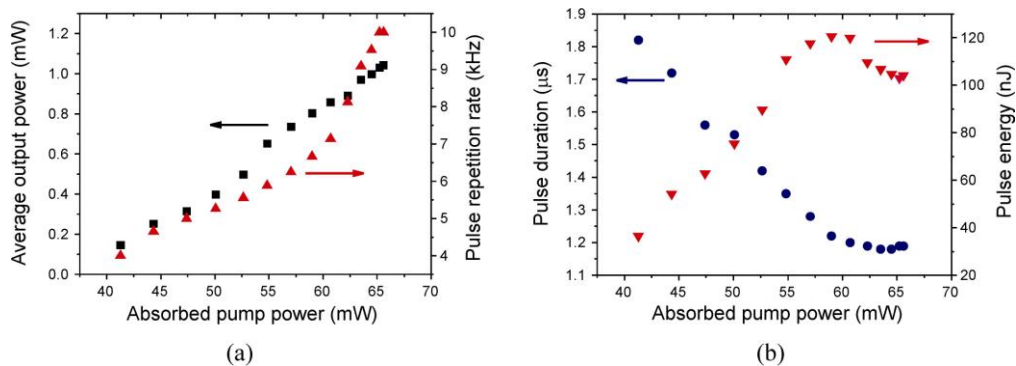 Average output power (mW)
1.2
1.0
0.8
0.6
0.4
0.2
0.0
10
9
8
7
6
5
4
Pulse repetition rate (kHz)
40 45 50 55 60 65 70
Absorbed pump power (mW)
(a)
Pulse duration (μs)
1.9
1.8
1.7
1.6
1.5
1.4
1.3
1.2
1.1
120
100
80
60
40
20
Pulse energy (nJ)
40 45 50 55 60 65 70
Absorbed pump power (mW)
(b)